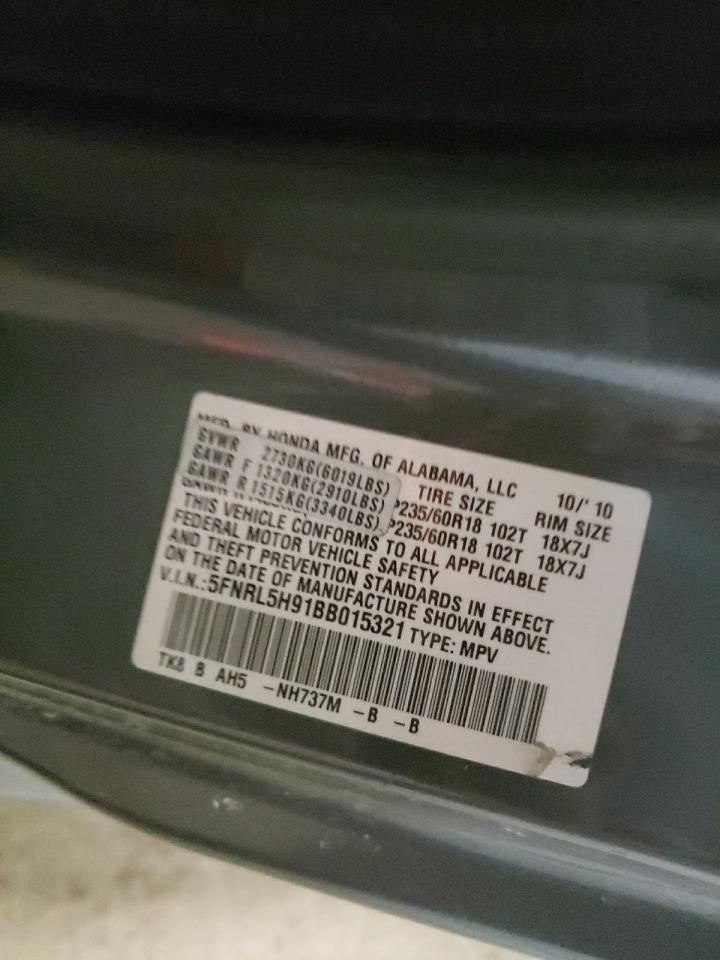 MFD. BY HONDA MFG. OF ALABAMA, LLC 10/' 10
GVWR 2730KG(6019LBS) TIRE SIZE RIM SIZE
GAWR F 1320KG(2910LBS) P235/60R18 102T 18X7J
GAWR R 1515KG(3340LBS) P235/60R18 102T 18X7J
THIS VEHICLE CONFORMS TO ALL APPLICABLE
FEDERAL MOTOR VEHICLE SAFETY
AND THEFT PREVENTION STANDARDS IN EFFECT
ON THE DATE OF MANUFACTURE SHOWN ABOVE.
V.I.N.:5FNRL5H91BB015321 TYPE: MPV
TK8 B AH5 -NH737M -B -B